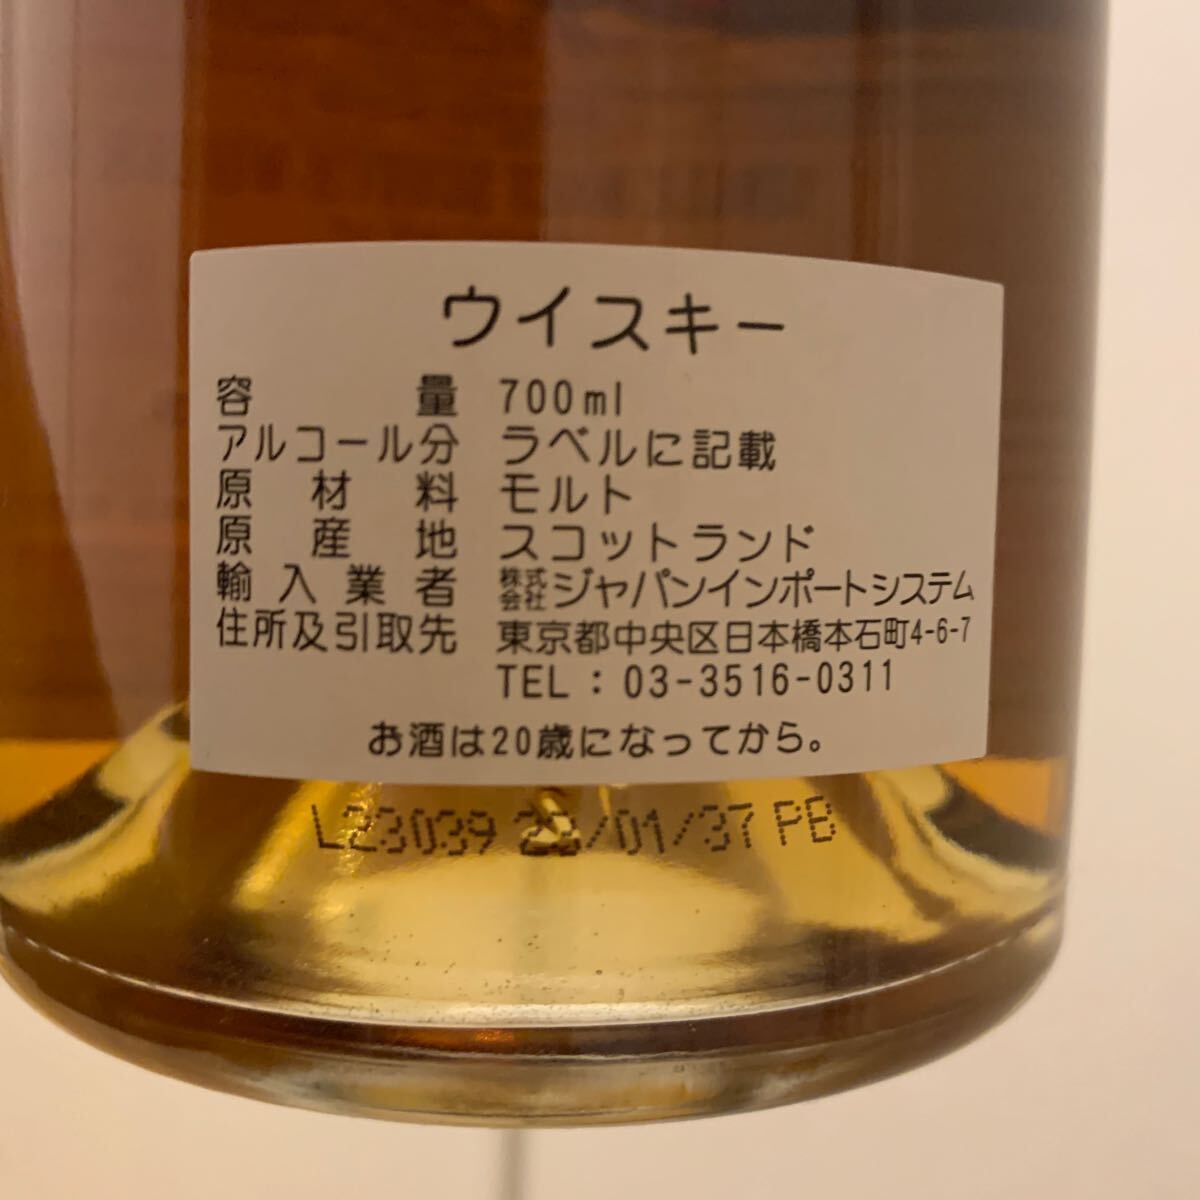 ウイスキー
容量 700ml
アルコール分 ラベルに記載
原材料 モルト
原産地 スコットランド
輸入業者 株式会社ジャパンインポートシステム
住所及引取先 東京都中央区日本橋本石町4-6-7
TEL：03-3516-0311
お酒は20歳になってから。
L23039 23/01/37 PB